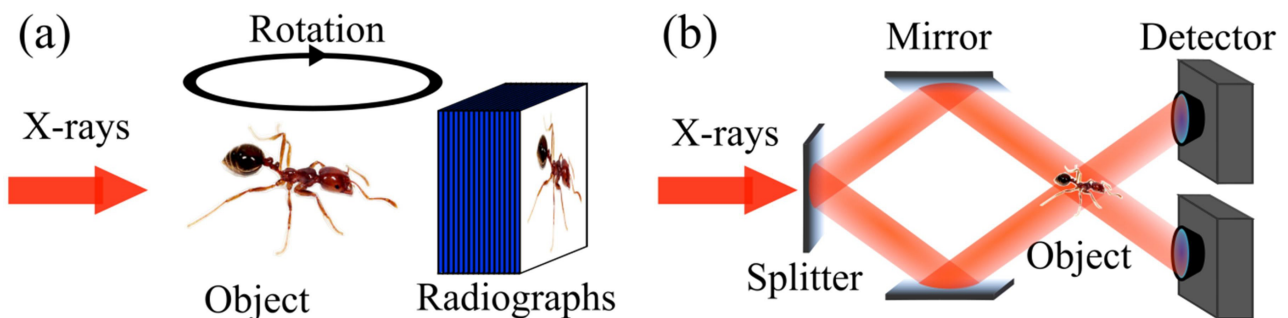 (a)
Rotation
X-rays
Object
Radiographs
(b)
Mirror
Detector
X-rays
Splitter
Object